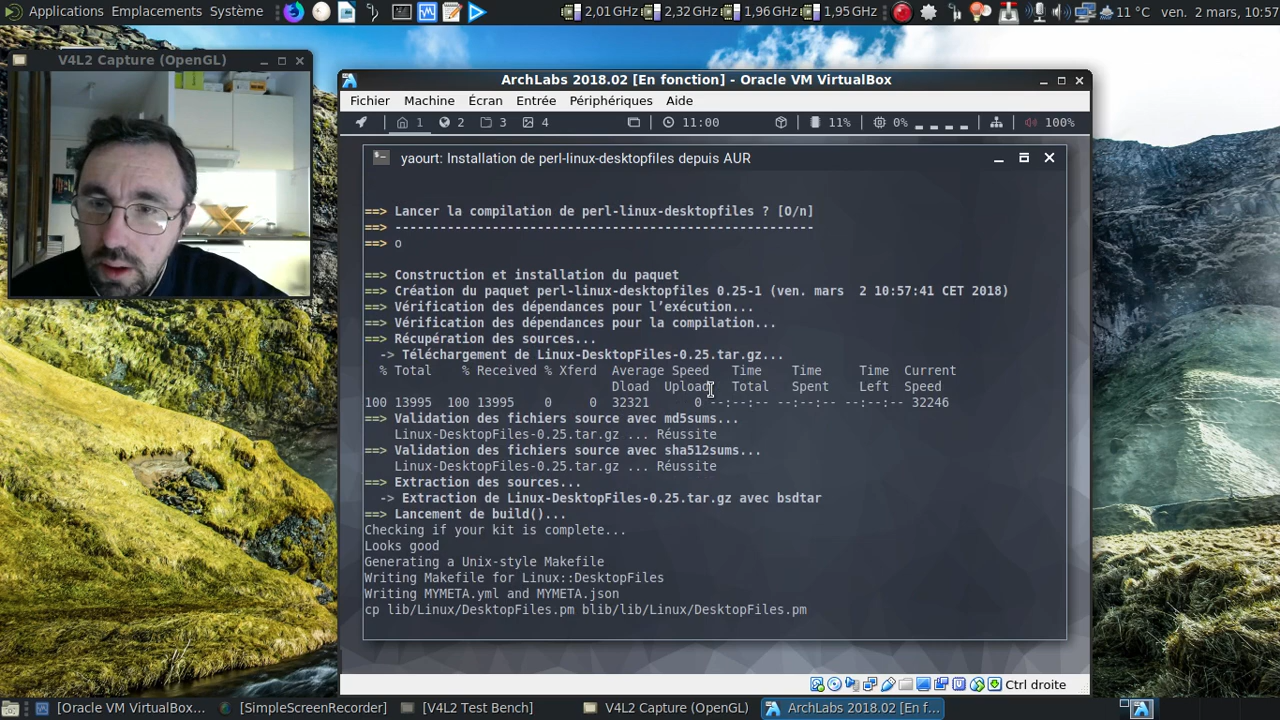 Applications Emplacements Système 2,01 GHz 2,32 GHz 1,96 GHz 1,95 GHz 11 °C ven. 2 mars, 10:57
V4L2 Capture (OpenGL)
ArchLabs 2018.02 [En fonction] - Oracle VM VirtualBox
Fichier Machine Écran Entrée Périphériques Aide
1 2 3 4 11:00 11% 0% 100%
yaourt: Installation de perl-linux-desktopfiles depuis AUR
==> Lancer la compilation de perl-linux-desktopfiles ? [O/n]
==> --------------------------------------------------------
==> o
==> Construction et installation du paquet
==> Création du paquet perl-linux-desktopfiles 0.25-1 (ven. mars  2 10:57:41 CET 2018)
==> Vérification des dépendances pour l’exécution...
==> Vérification des dépendances pour la compilation...
==> Récupération des sources...
-> Téléchargement de Linux-DesktopFiles-0.25.tar.gz...
% Total % Received % Xferd Average Speed Time Time Time Current
Dload Upload Total Spent Left Speed
100 13995 100 13995 0 0 32321 0 --:--:-- --:--:-- --:--:-- 32246
==> Validation des fichiers source avec md5sums...
Linux-DesktopFiles-0.25.tar.gz ... Réussite
==> Validation des fichiers source avec sha512sums...
Linux-DesktopFiles-0.25.tar.gz ... Réussite
==> Extraction des sources...
-> Extraction de Linux-DesktopFiles-0.25.tar.gz avec bsdtar
==> Lancement de build()...
Checking if your kit is complete...
Looks good
Generating a Unix-style Makefile
Writing Makefile for Linux::DesktopFiles
Writing MYMETA.yml and MYMETA.json
cp lib/Linux/DesktopFiles.pm blib/lib/Linux/DesktopFiles.pm
Ctrl droite
[Oracle VM VirtualBox... [SimpleScreenRecorder] [V4L2 Test Bench] V4L2 Capture (OpenGL) ArchLabs 2018.02 [En f...